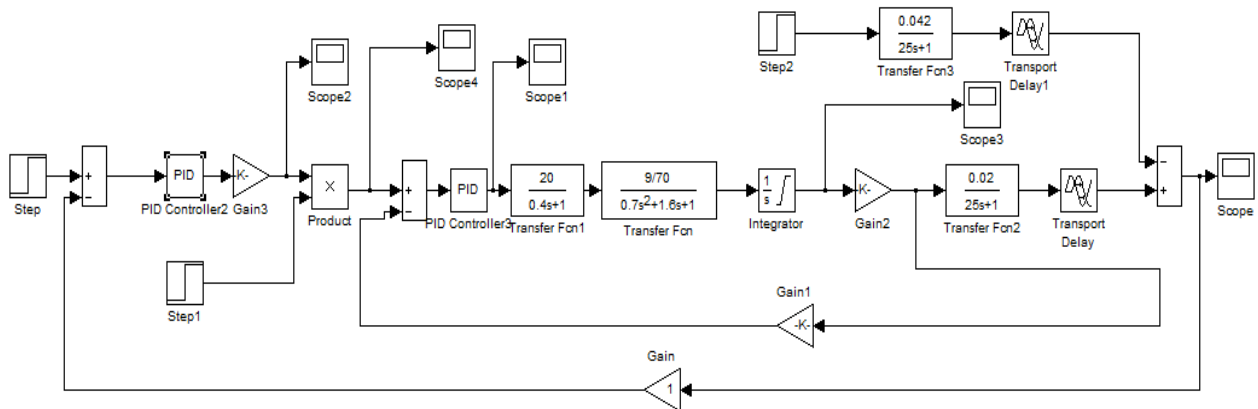 0.042
25s+1
Step2
Transfer Fcn3
Transport
Delay1
Scope2
Scope4
Scope1
Scope3
+
−
Step
PID
PID Controller2
K-
Gain3
X
Product
+
−
PID
PID Controller3
20
0.4s+1
Transfer Fcn1
9/70
0.7s²+1.6s+1
Transfer Fcn
1
s
Integrator
K-
Gain2
0.02
25s+1
Transfer Fcn2
Transport
Delay
−
+
Scope
Step1
Gain1
-K-
Gain
1